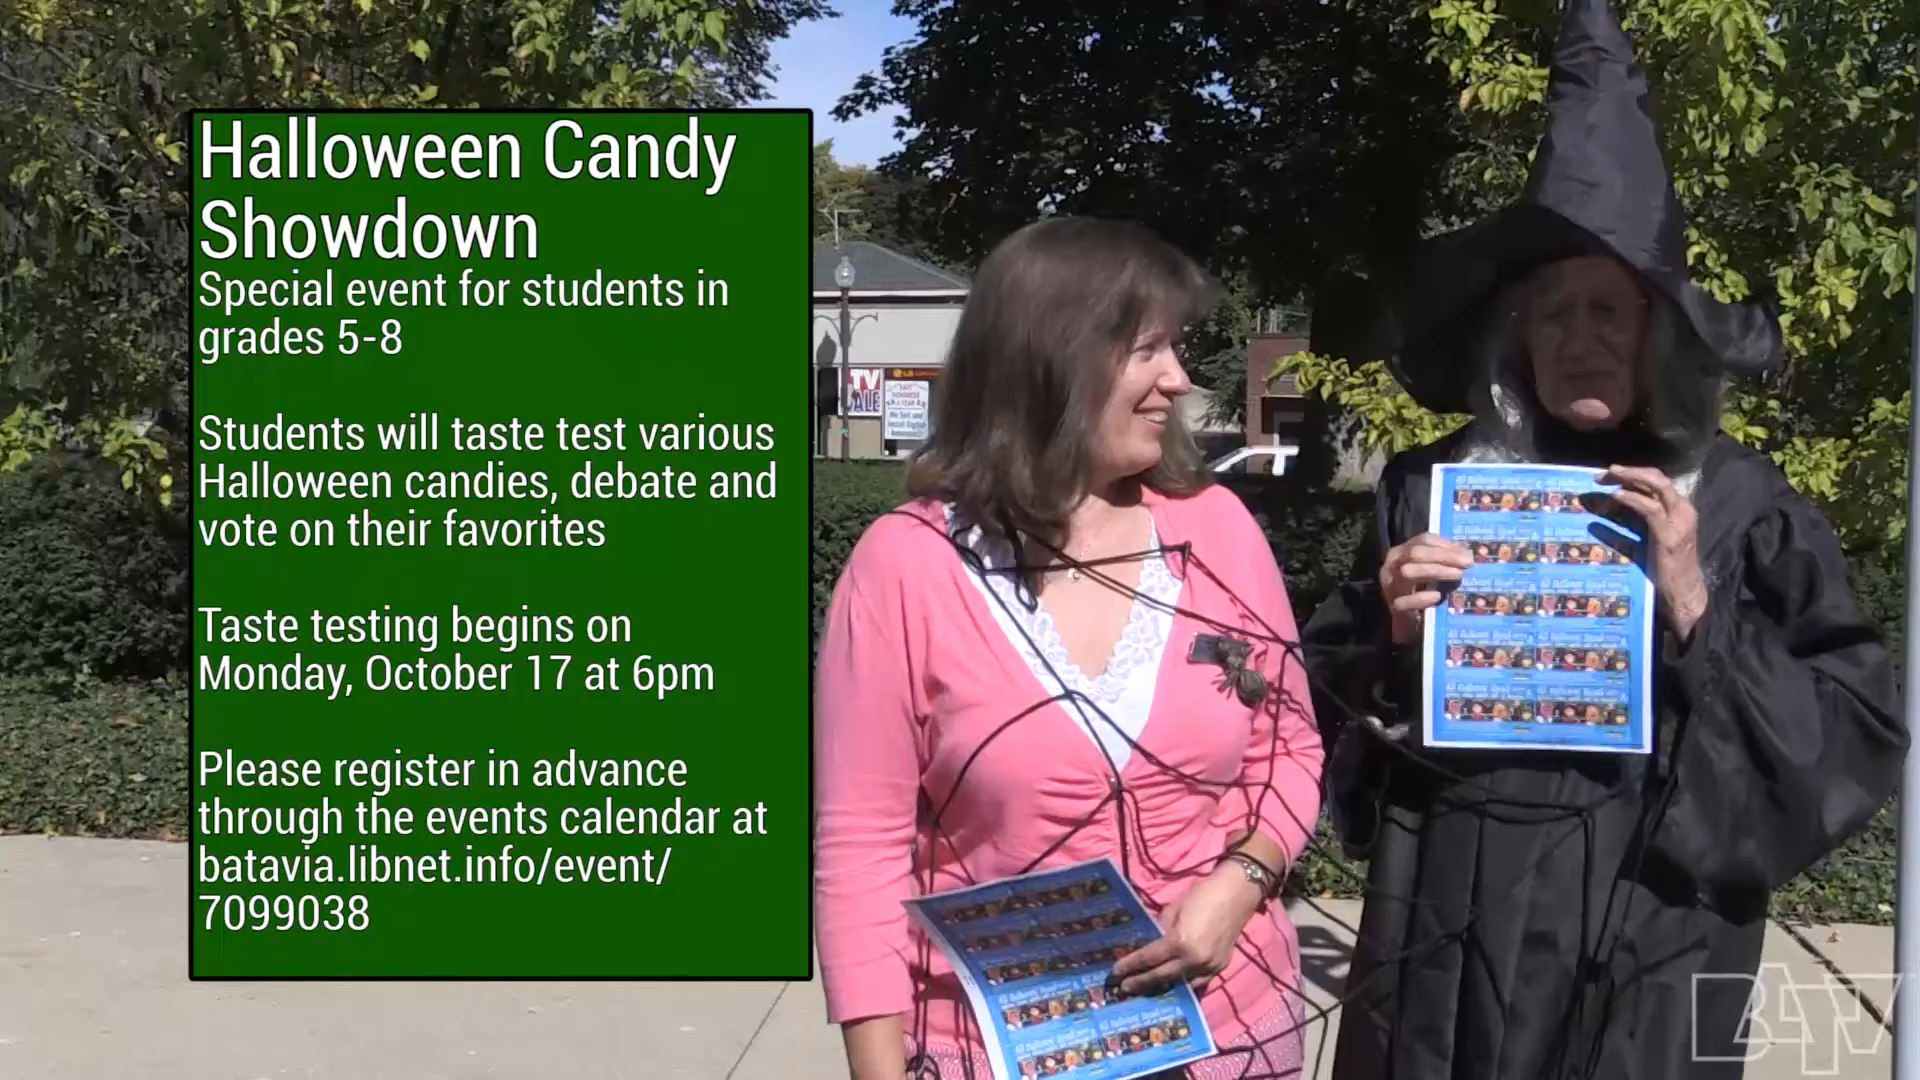 Halloween Candy
Showdown
Special event for students in
grades 5-8
Students will taste test various
Halloween candies, debate and
vote on their favorites
Taste testing begins on
Monday, October 17 at 6pm
Please register in advance
through the events calendar at
batavia.libnet.info/event/
7099038
TV
SALE
LG
BATV